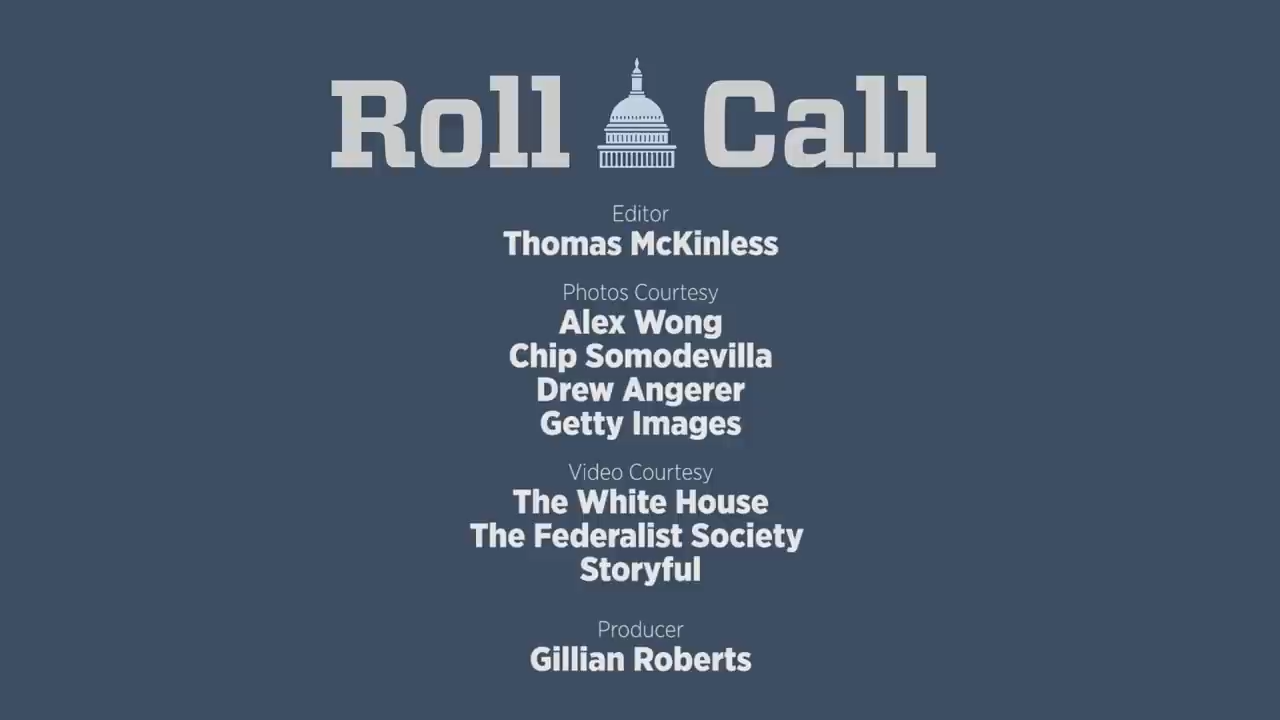 Roll Call
Editor
Thomas McKinless
Photos Courtesy
Alex Wong
Chip Somodevilla
Drew Angerer
Getty Images
Video Courtesy
The White House
The Federalist Society
Storyful
Producer
Gillian Roberts